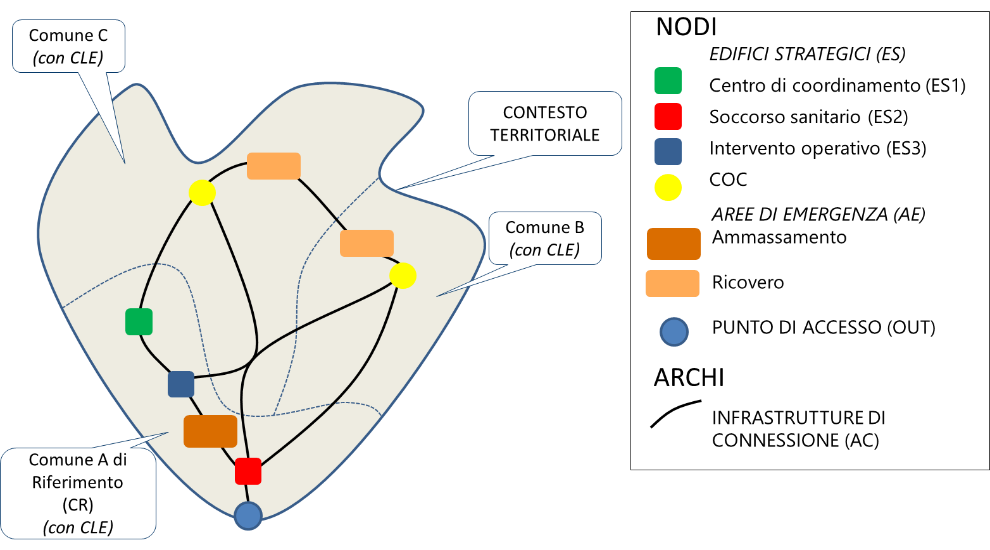 Comune C
(con CLE)
CONTESTO
TERRITORIALE
Comune B
(con CLE)
Comune A di
Riferimento
(CR)
(con CLE)
NODI
EDIFICI STRATEGICI (ES)
Centro di coordinamento (ES1)
Soccorso sanitario (ES2)
Intervento operativo (ES3)
COC
AREE DI EMERGENZA (AE)
Ammassamento
Ricovero
PUNTO DI ACCESSO (OUT)
ARCHI
INFRASTRUTTURE DI
CONNESSIONE (AC)